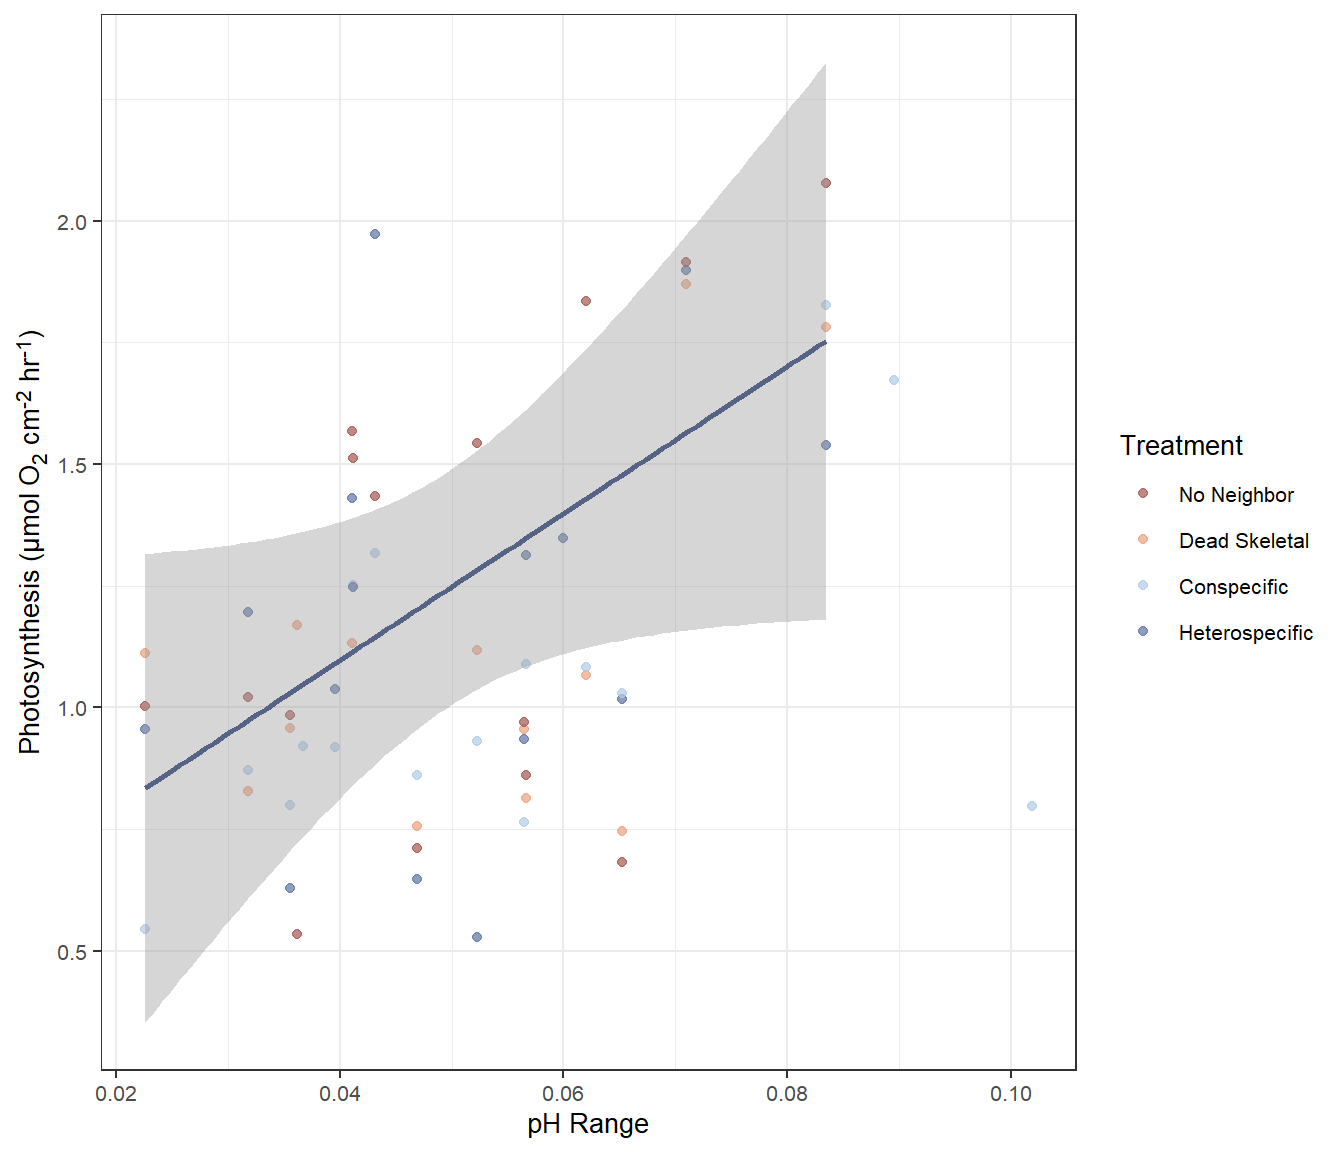 Photosynthesis (µmol O₂ cm⁻² hr⁻¹)
2.0
1.5
1.0
0.5
0.02 0.04 0.06 0.08 0.10
pH Range
Treatment
No Neighbor
Dead Skeletal
Conspecific
Heterospecific